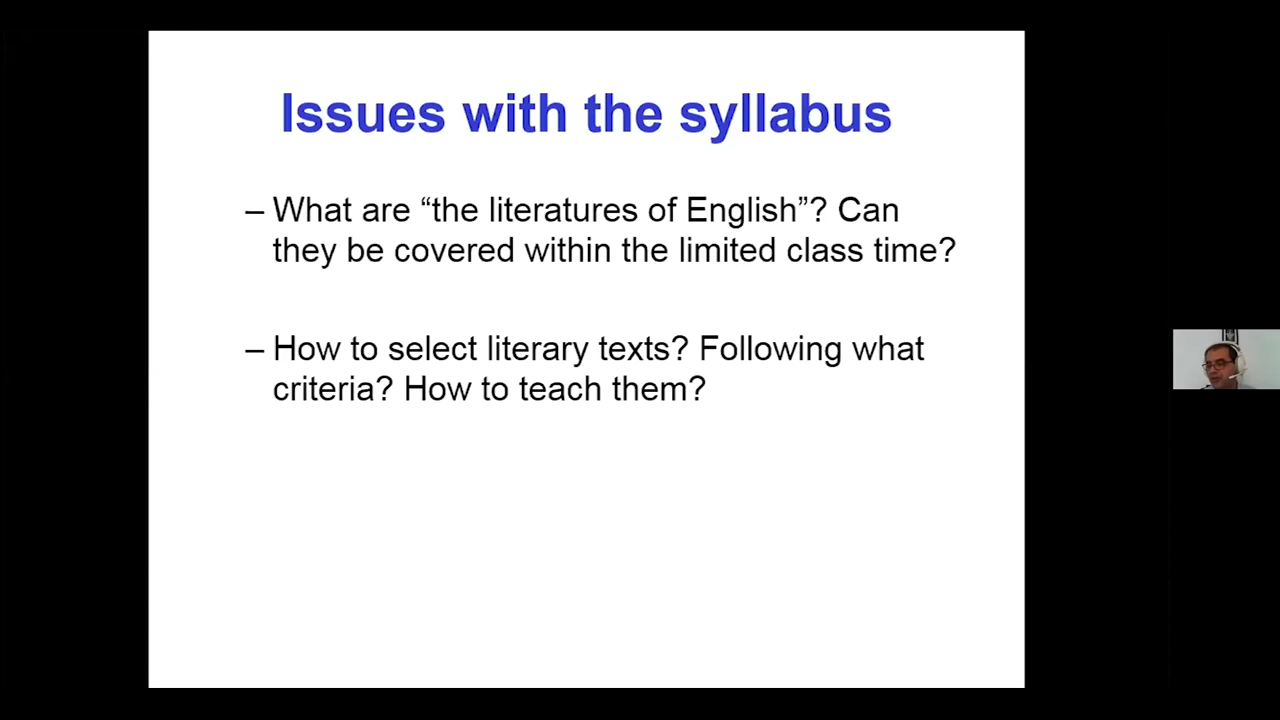 Issues with the syllabus
– What are “the literatures of English”? Can
they be covered within the limited class time?
– How to select literary texts? Following what
criteria? How to teach them?